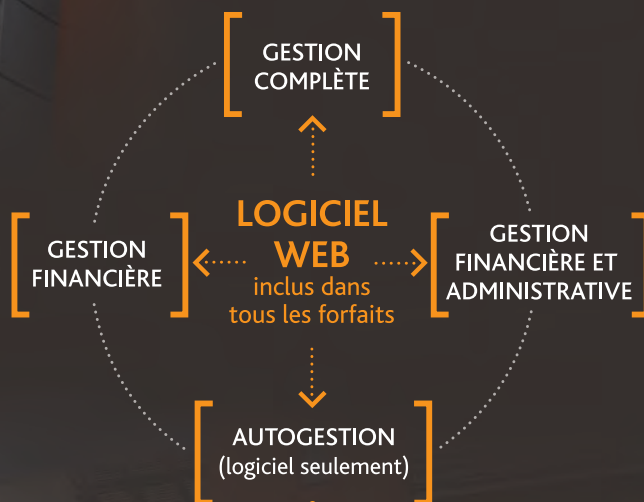 GESTION
COMPLÈTE
LOGICIEL
WEB
inclus dans
tous les forfaits
GESTION
FINANCIÈRE
GESTION
FINANCIÈRE ET
ADMINISTRATIVE
AUTOGESTION
(logiciel seulement)